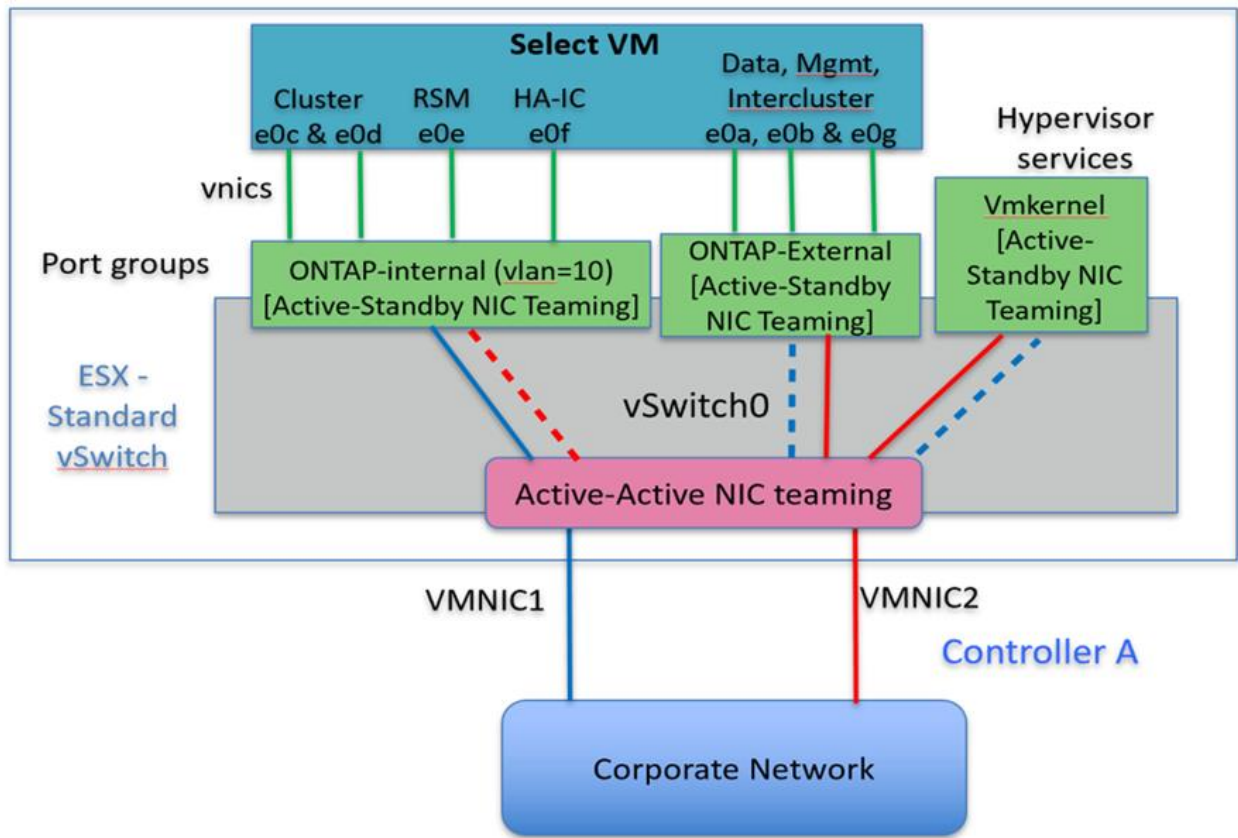 Select VM
Cluster
e0c & e0d
RSM
e0e
HA-IC
e0f
Data, Mgmt,
Intercluster
e0a, e0b & e0g
Hypervisor
services
vnics
Port groups
ONTAP-internal (vlan=10)
[Active-Standby NIC Teaming]
ONTAP-External
[Active-Standby
NIC Teaming]
Vmkernel
[Active-
Standby NIC
Teaming]
ESX -
Standard
vSwitch
vSwitch0
Active-Active NIC teaming
VMNIC1
VMNIC2
Controller A
Corporate Network